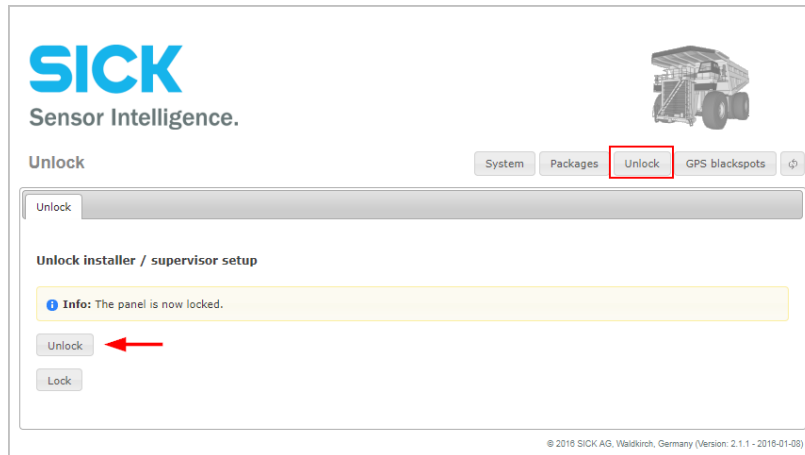 SICK
Sensor Intelligence.
Unlock
System Packages Unlock GPS blackspots
Unlock
Unlock installer / supervisor setup
Info: The panel is now locked.
Unlock
Lock
© 2016 SICK AG, Waldkirch, Germany (Version: 2.1.1 - 2016-01-08)